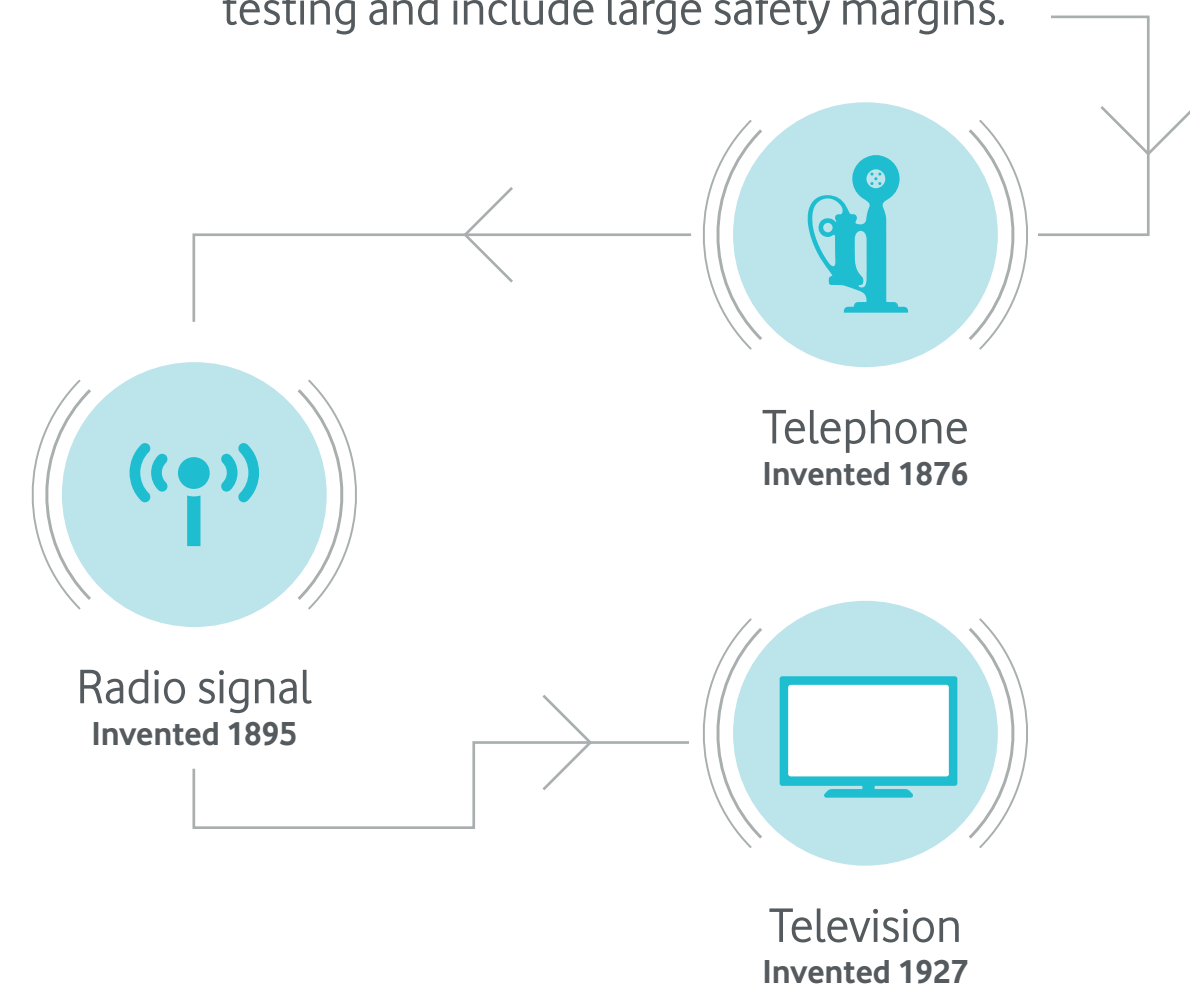 testing and include large safety margins.
Telephone
Invented 1876
Radio signal
Invented 1895
Television
Invented 1927